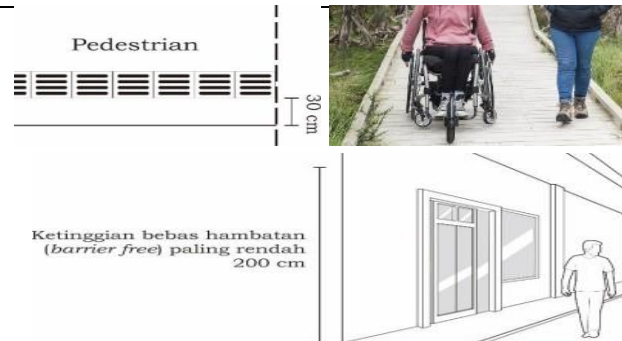 Pedestrian
30 cm
Ketinggian bebas hambatan
(barrier free) paling rendah
200 cm